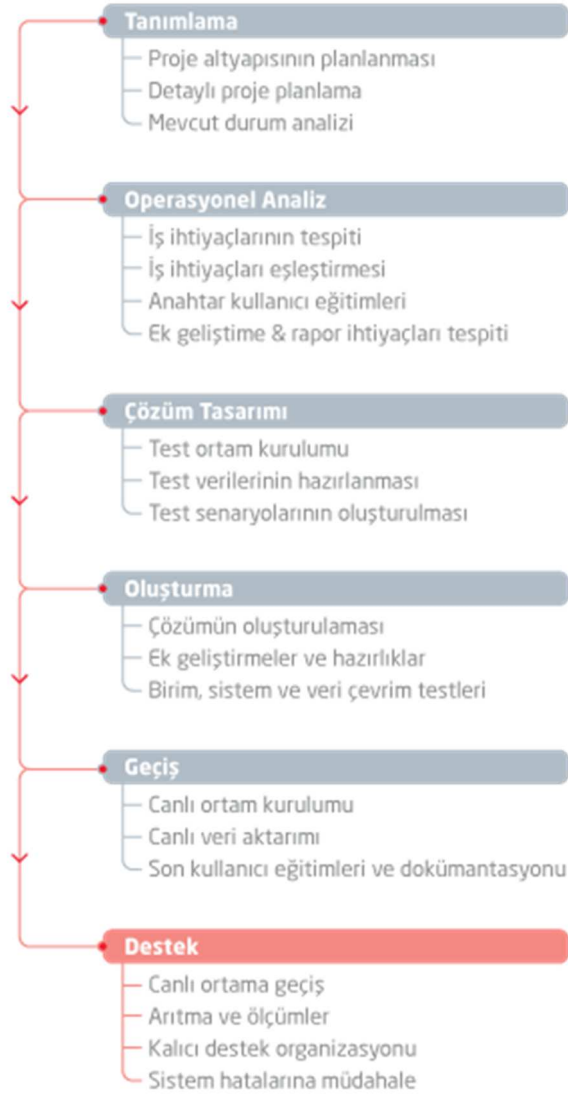 Tanımlama
Proje altyapısının planlanması
Detaylı proje planlama
Mevcut durum analizi
Operasyonel Analiz
İş ihtiyaçlarının tespiti
İş ihtiyaçları eşleştirmesi
Anahtar kullanıcı eğitimleri
Ek geliştime & rapor ihtiyaçları tespiti
Çözüm Tasarımı
Test ortam kurulumu
Test verilerinin hazırlanması
Test senaryolarının oluşturulması
Oluşturma
Çözümün oluşturulaması
Ek geliştirmeler ve hazırlıklar
Birim, sistem ve veri çevrim testleri
Geçiş
Canlı ortam kurulumu
Canlı veri aktarımı
Son kullanıcı eğitimleri ve dokümantasyonu
Destek
Canlı ortama geçiş
Arıtma ve ölçümler
Kalıcı destek organizasyonu
Sistem hatalarına müdahale